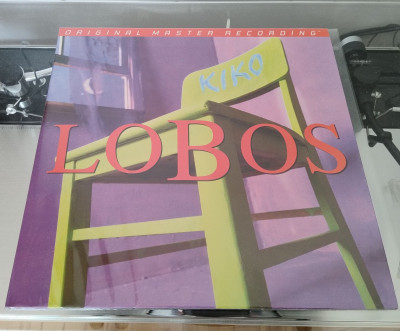 ORIGINAL MASTER RECORDING
KIKO
LOBOS